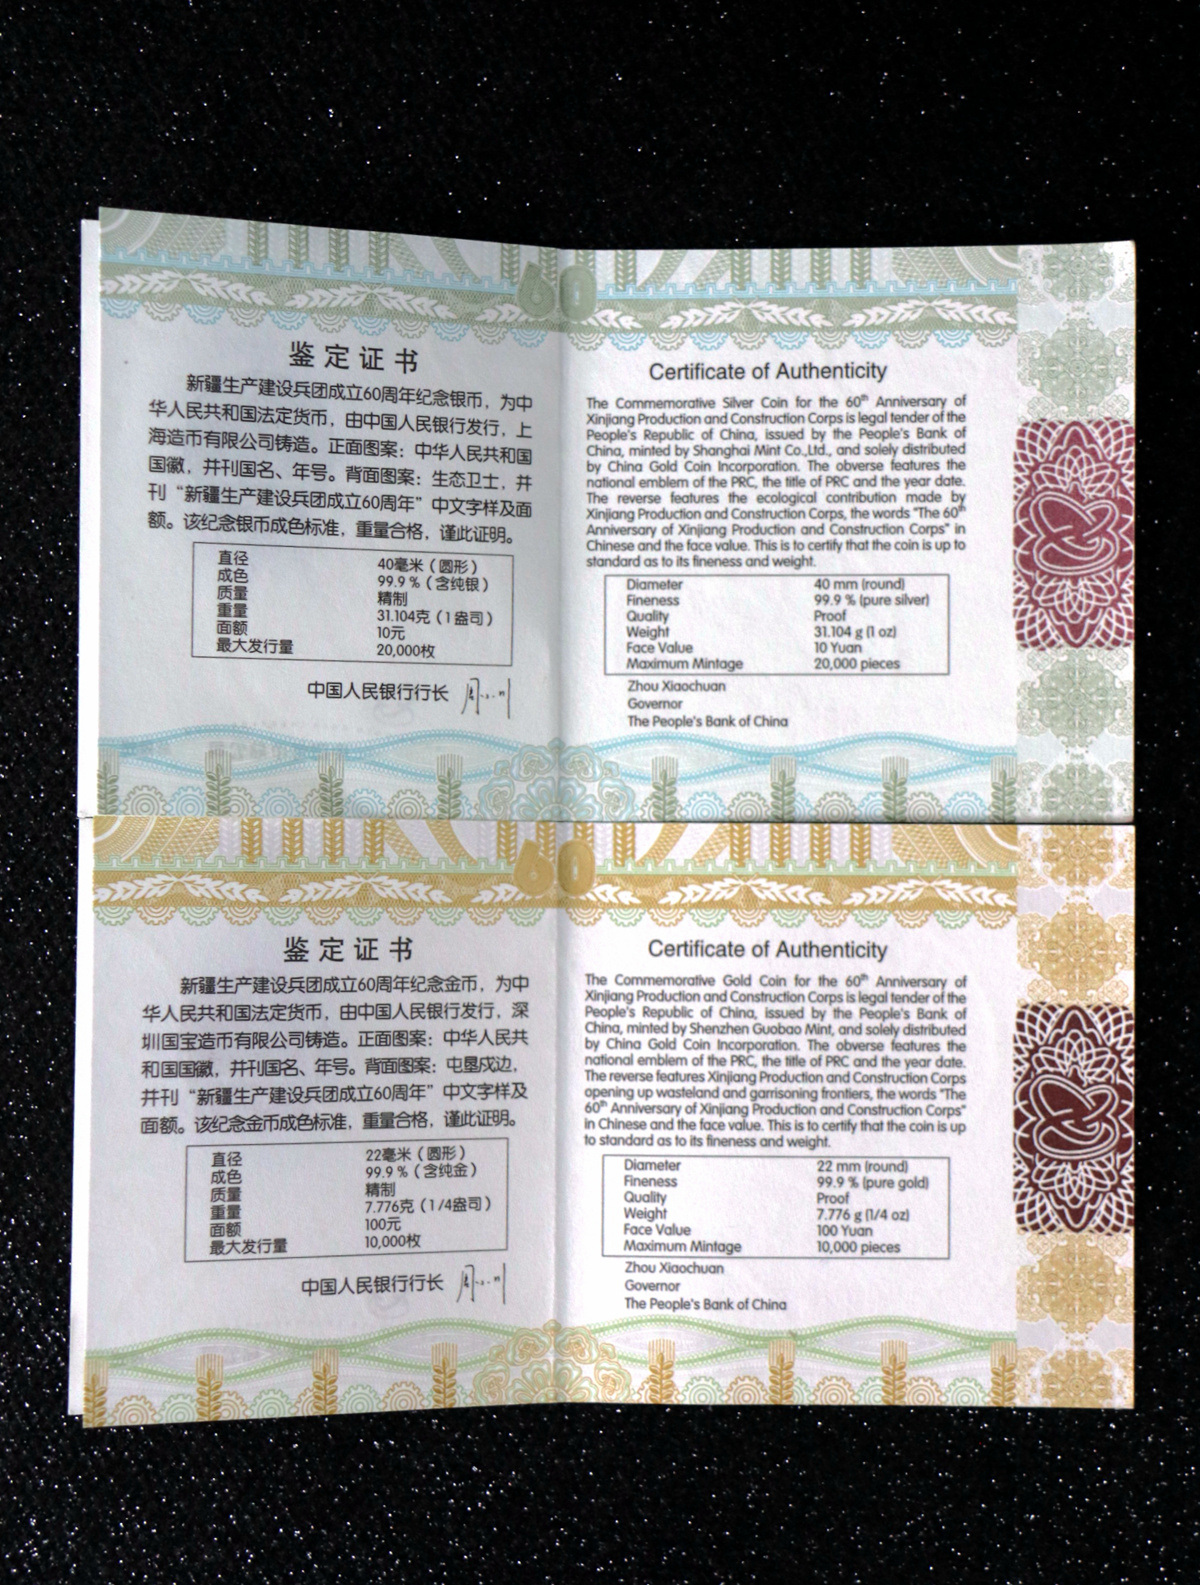 60
鉴定证书
新疆生产建设兵团成立60周年纪念银币，为中
华人民共和国法定货币，由中国人民银行发行，上
海造币有限公司铸造。正面图案：中华人民共和国
国徽，并刊国名、年号。背面图案：生态卫士，并
刊“新疆生产建设兵团成立60周年”中文字样及面
额。该纪念银币成色标准，重量合格，谨此证明。
直径 40毫米（圆形）
成色 99.9％（含纯银）
质量 精制
重量 31.104克（1盎司）
面额 10元
最大发行量 20,000枚
中国人民银行行长
Certificate of Authenticity
The Commemorative Silver Coin for the 60th Anniversary of
Xinjiang Production and Construction Corps is legal tender of the
People's Republic of China, issued by the People's Bank of
China, minted by Shanghai Mint Co.,Ltd., and solely distributed
by China Gold Coin Incorporation. The obverse features the
national emblem of the PRC, the title of PRC and the year date.
The reverse features the ecological contribution made by
Xinjiang Production and Construction Corps, the words "The 60th
Anniversary of Xinjiang Production and Construction Corps" in
Chinese and the face value. This is to certify that the coin is up to
standard as to its fineness and weight.
Diameter 40 mm (round)
Fineness 99.9 % (pure silver)
Quality Proof
Weight 31.104 g (1 oz)
Face Value 10 Yuan
Maximum Mintage 20,000 pieces
Zhou Xiaochuan
Governor
The People's Bank of China
60
鉴定证书
新疆生产建设兵团成立60周年纪念金币，为中
华人民共和国法定货币，由中国人民银行发行，深
圳国宝造币有限公司铸造。正面图案：中华人民共
和国国徽，并刊国名、年号。背面图案：屯垦戍边，
并刊“新疆生产建设兵团成立60周年”中文字样及
面额。该纪念金币成色标准，重量合格，谨此证明。
直径 22毫米（圆形）
成色 99.9％（含纯金）
质量 精制
重量 7.776克（1/4盎司）
面额 100元
最大发行量 10,000枚
中国人民银行行长
Certificate of Authenticity
The Commemorative Gold Coin for the 60th Anniversary of
Xinjiang Production and Construction Corps is legal tender of the
People's Republic of China, issued by the People's Bank of
China, minted by Shenzhen Guobao Mint, and solely distributed
by China Gold Coin Incorporation. The obverse features the
national emblem of the PRC, the title of PRC and the year date.
The reverse features Xinjiang Production and Construction Corps
opening up wasteland and garrisoning frontiers, the words "The
60th Anniversary of Xinjiang Production and Construction Corps"
in Chinese and the face value. This is to certify that the coin is up
to standard as to its fineness and weight.
Diameter 22 mm (round)
Fineness 99.9 % (pure gold)
Quality Proof
Weight 7.776 g (1/4 oz)
Face Value 100 Yuan
Maximum Mintage 10,000 pieces
Zhou Xiaochuan
Governor
The People's Bank of China